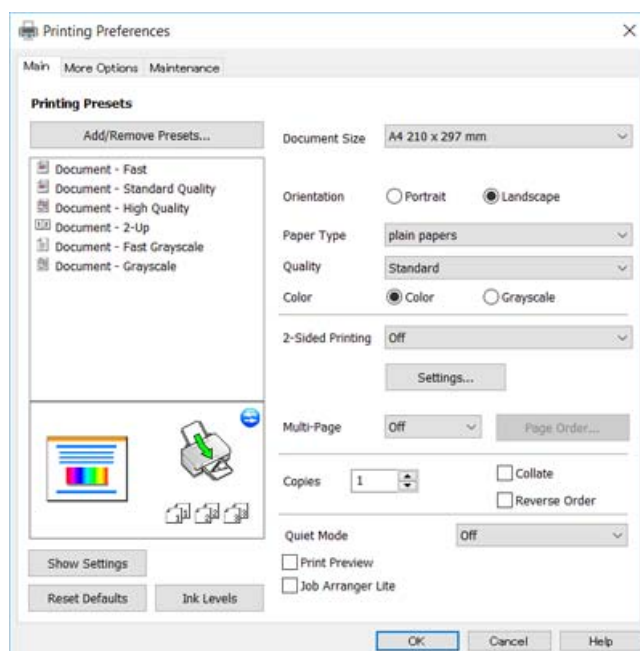 Printing Preferences
Main
More Options
Maintenance
Printing Presets
Add/Remove Presets...
Document - Fast
Document - Standard Quality
Document - High Quality
Document - 2-Up
Document - Fast Grayscale
Document - Grayscale
Show Settings
Reset Defaults
Ink Levels
Document Size
A4 210 x 297 mm
Orientation
Portrait
Landscape
Paper Type
plain papers
Quality
Standard
Color
Color
Grayscale
2-Sided Printing
Off
Settings...
Multi-Page
Off
Page Order...
Copies
1
Collate
Reverse Order
Quiet Mode
Off
Print Preview
Job Arranger Lite
OK
Cancel
Help